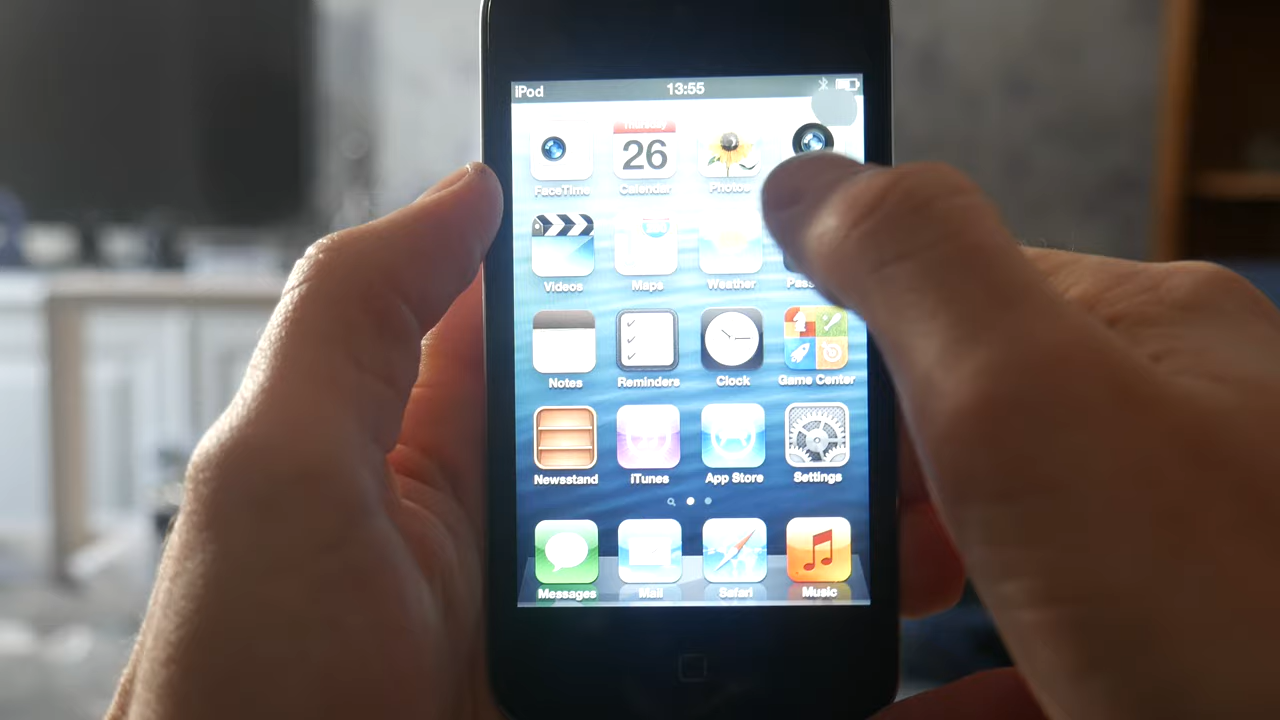 iPod 13:55
Thursday
26
FaceTime Calendar Photos
Videos Maps Weather
Notes Reminders Clock Game Center
Newsstand iTunes App Store Settings
Messages Mail Safari Music